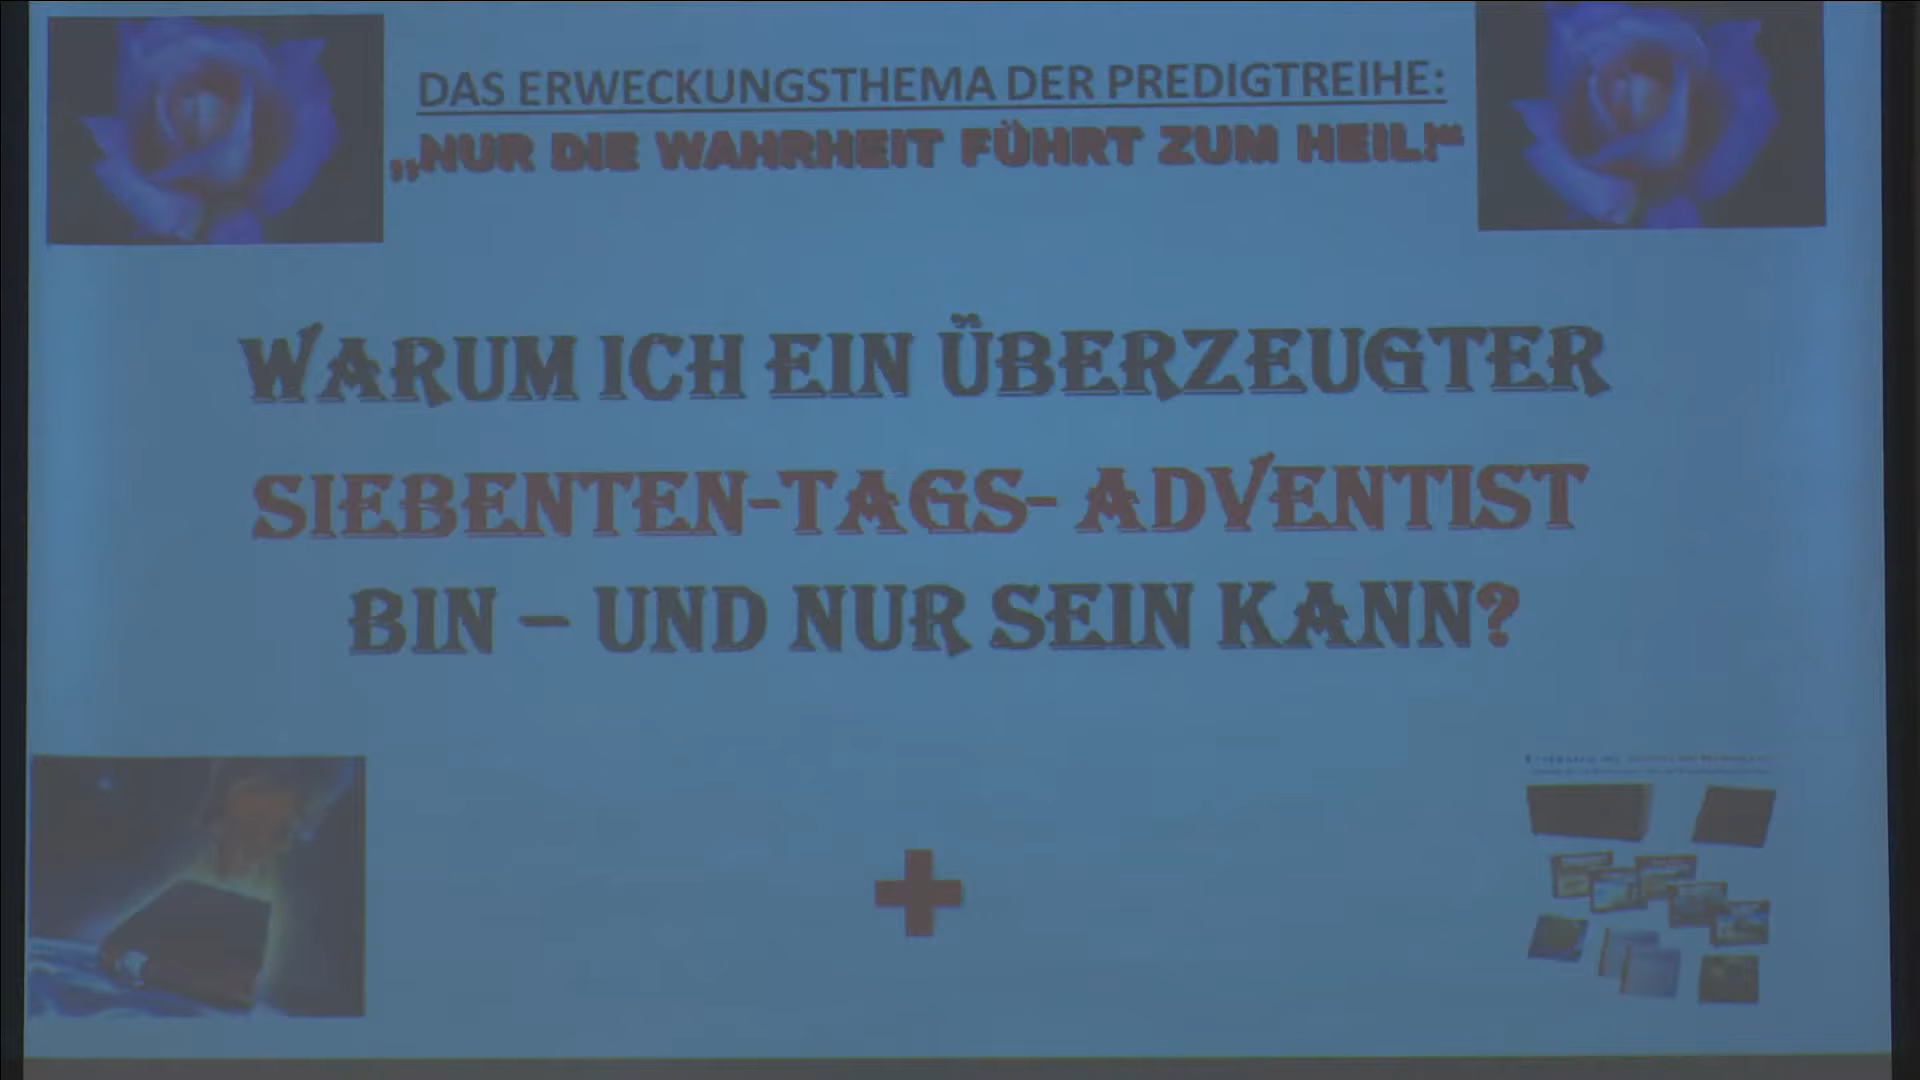 DAS ERWECKUNGSTHEMA DER PREDIGTREIHE:
„NUR DIE WAHRHEIT FÜHRT ZUM HEIL!“
WARUM ICH EIN ÜBERZEUGTER
SIEBENTEN-TAGS- ADVENTIST
BIN – UND NUR SEIN KANN?